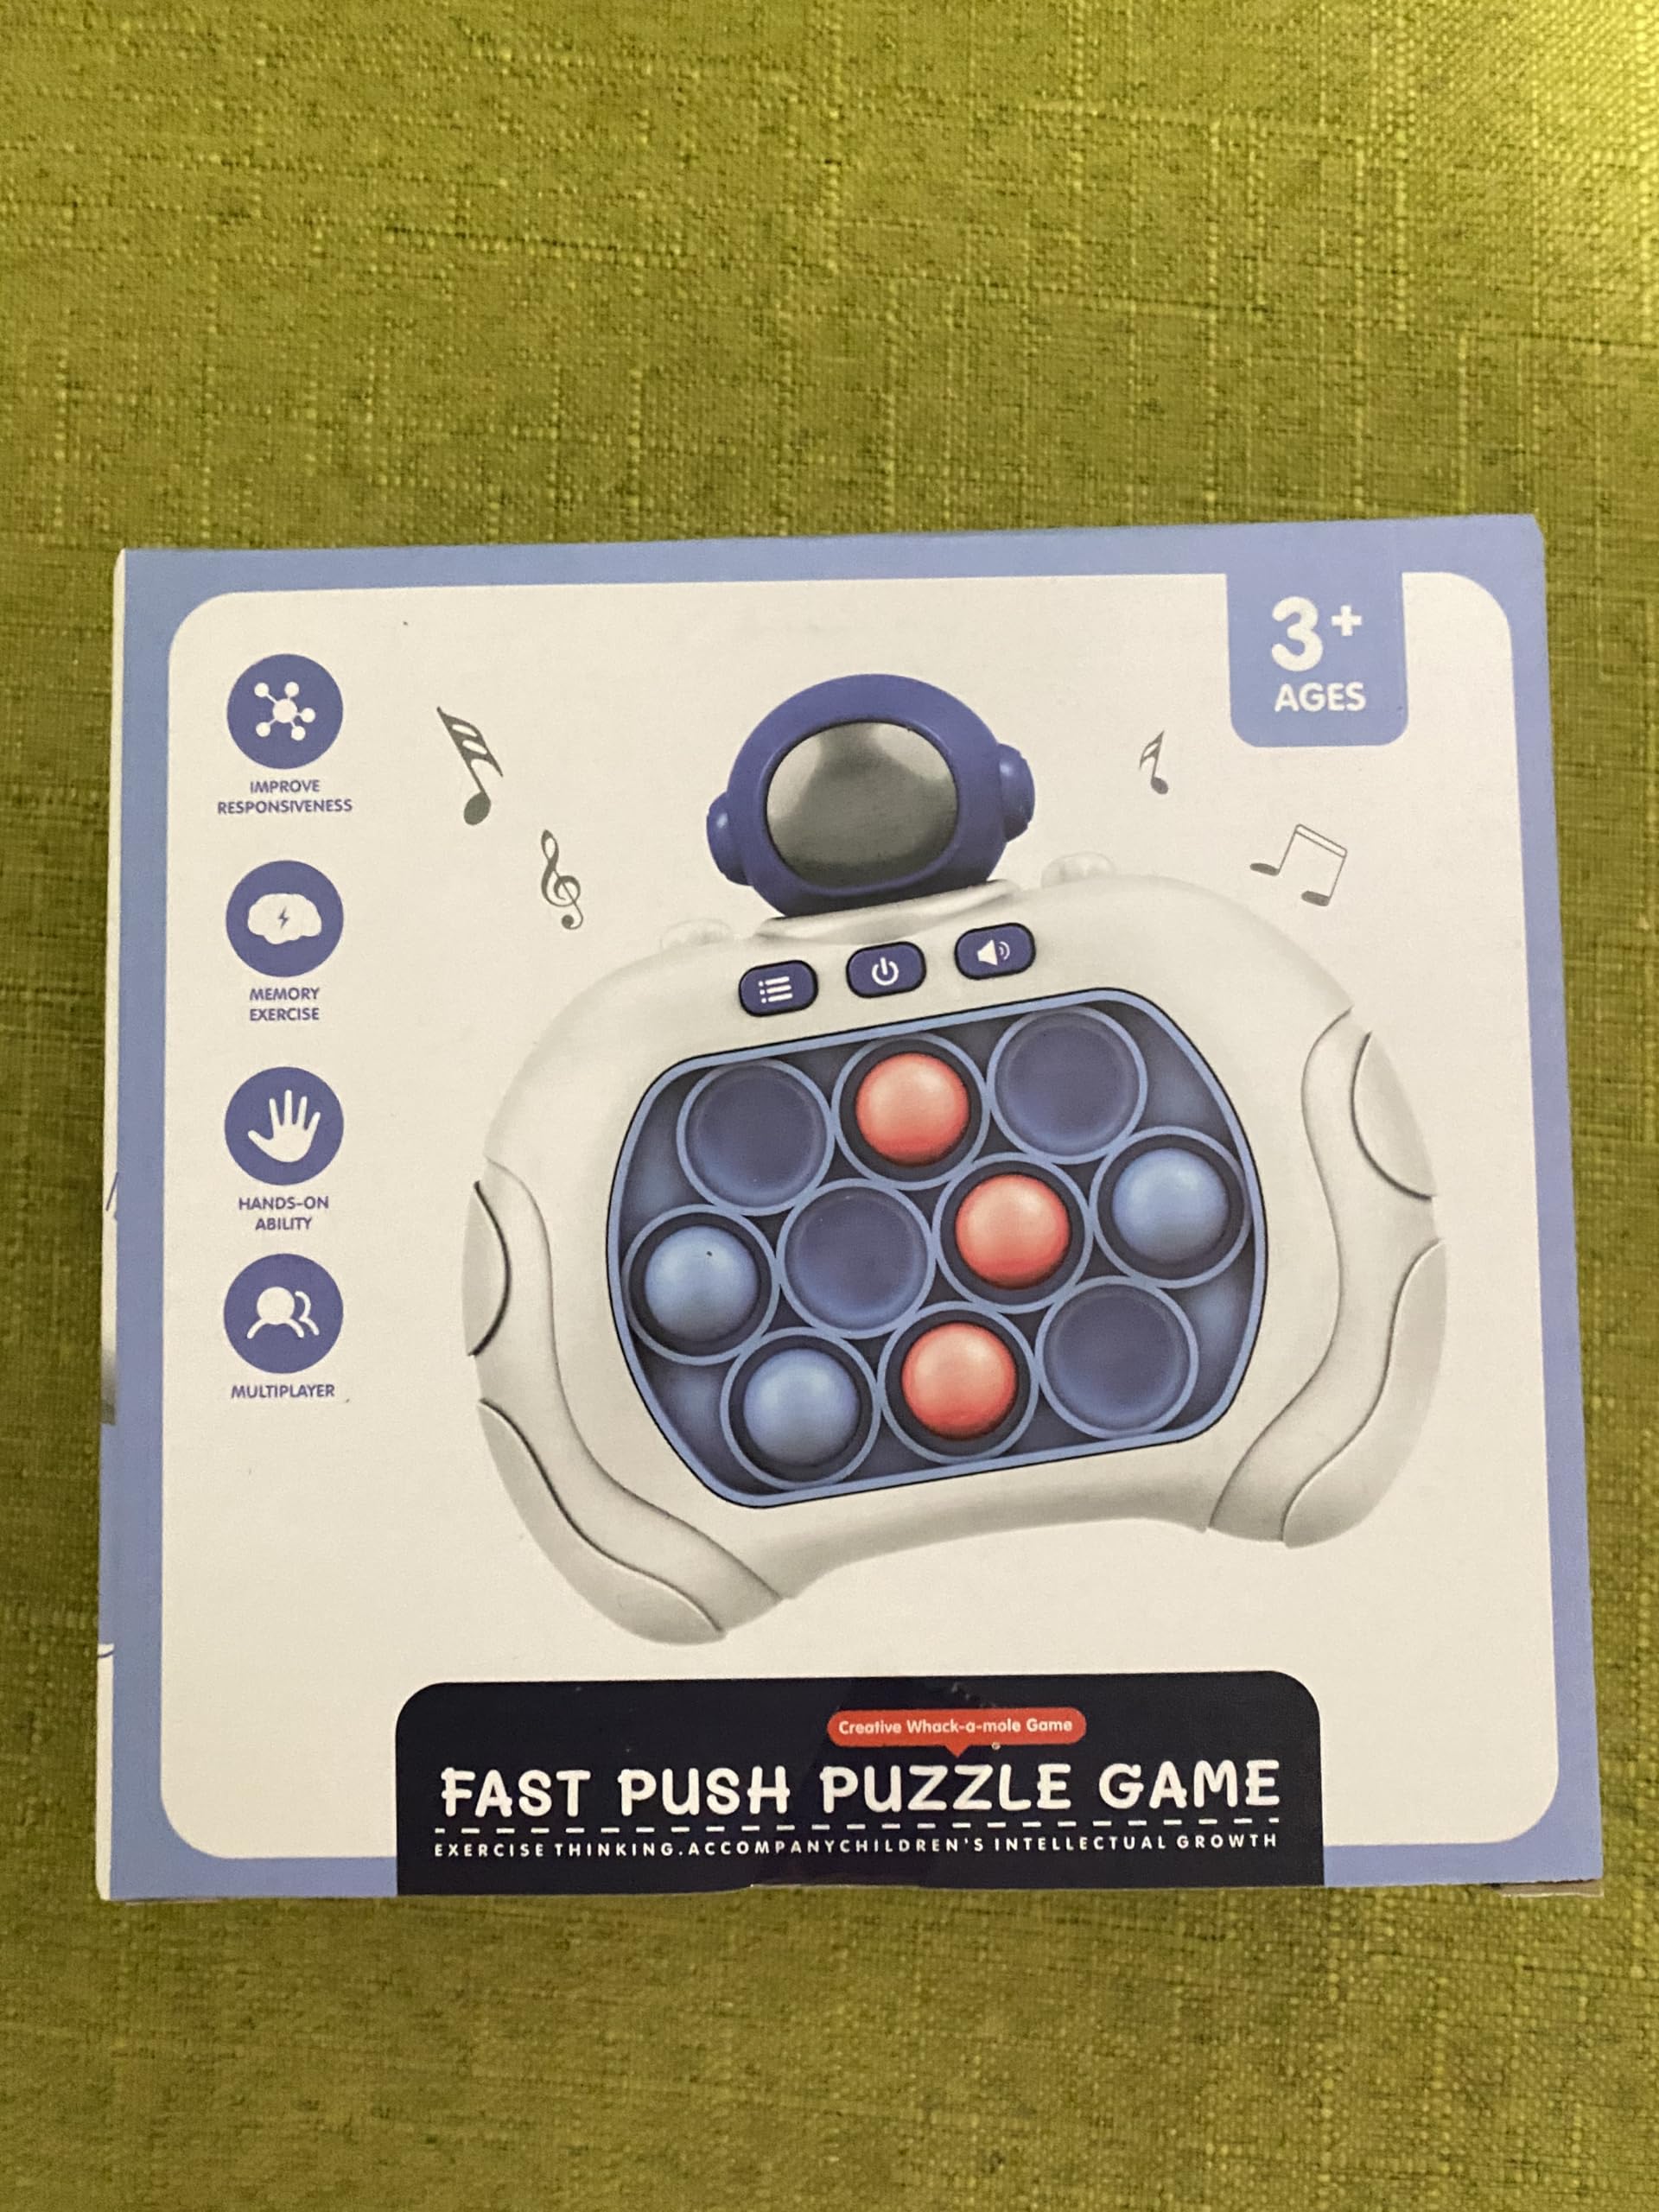 3+
AGES
IMPROVE
RESPONSIVENESS
MEMORY
EXERCISE
HANDS-ON
ABILITY
MULTIPLAYER
Creative Whack-a-mole Game
FAST PUSH PUZZLE GAME
EXERCISE THINKING.ACCOMPANYCHILDREN'S INTELLECTUAL GROWTH